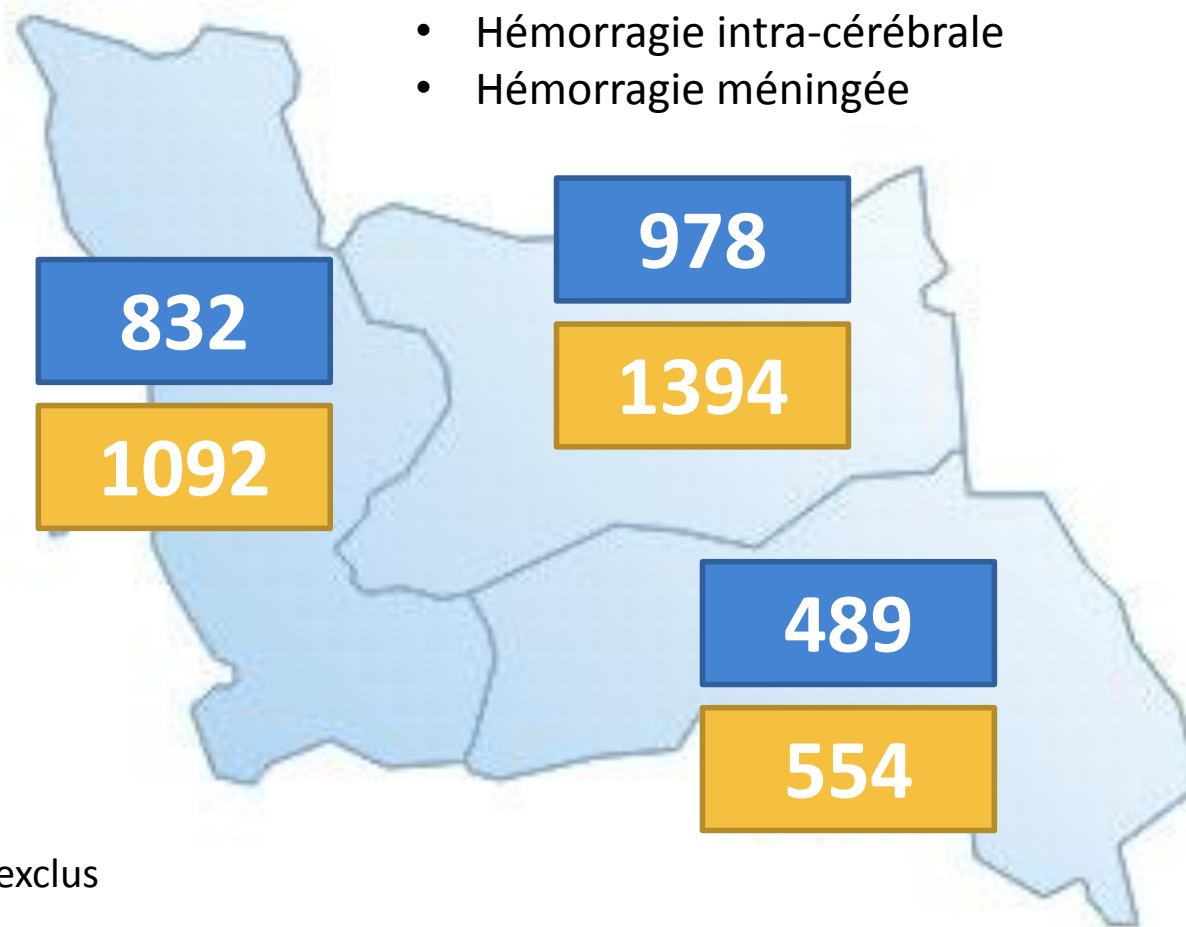 • Hémorragie intra-cérébrale
• Hémorragie méningée
978
1394
832
1092
489
554
exclus